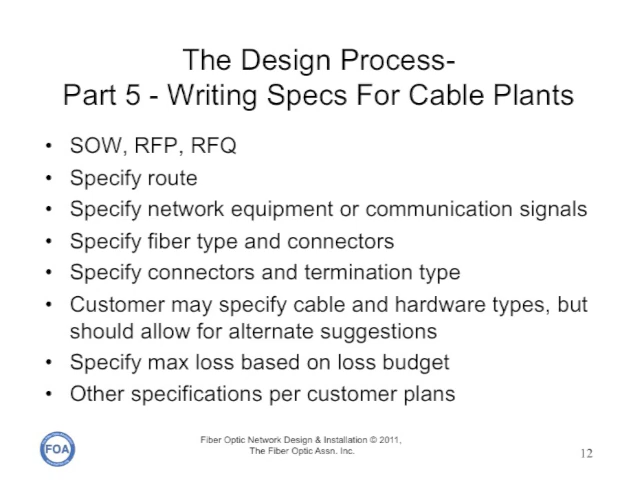 The Design Process-
Part 5 - Writing Specs For Cable Plants
• SOW, RFP, RFQ
• Specify route
• Specify network equipment or communication signals
• Specify fiber type and connectors
• Specify connectors and termination type
• Customer may specify cable and hardware types, but
should allow for alternate suggestions
• Specify max loss based on loss budget
• Other specifications per customer plans
FOA
Fiber Optic Network Design & Installation © 2011,
The Fiber Optic Assn. Inc.
12